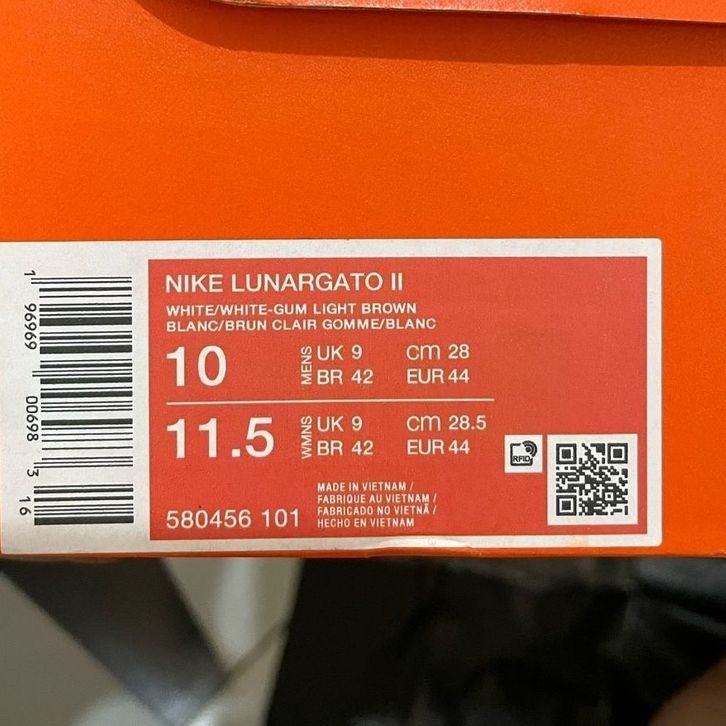 NIKE LUNARGATO II
WHITE/WHITE-GUM LIGHT BROWN
BLANC/BRUN CLAIR GOMME/BLANC
10 MENS UK 9 cm 28
BR 42 EUR 44
11.5 WMNS UK 9 cm 28.5
BR 42 EUR 44
RFID
MADE IN VIETNAM /
FABRIQUE AU VIETNAM /
FABRICADO NO VIETNÃ /
580456 101 HECHO EN VIETNAM
1 96969 00698 3 16